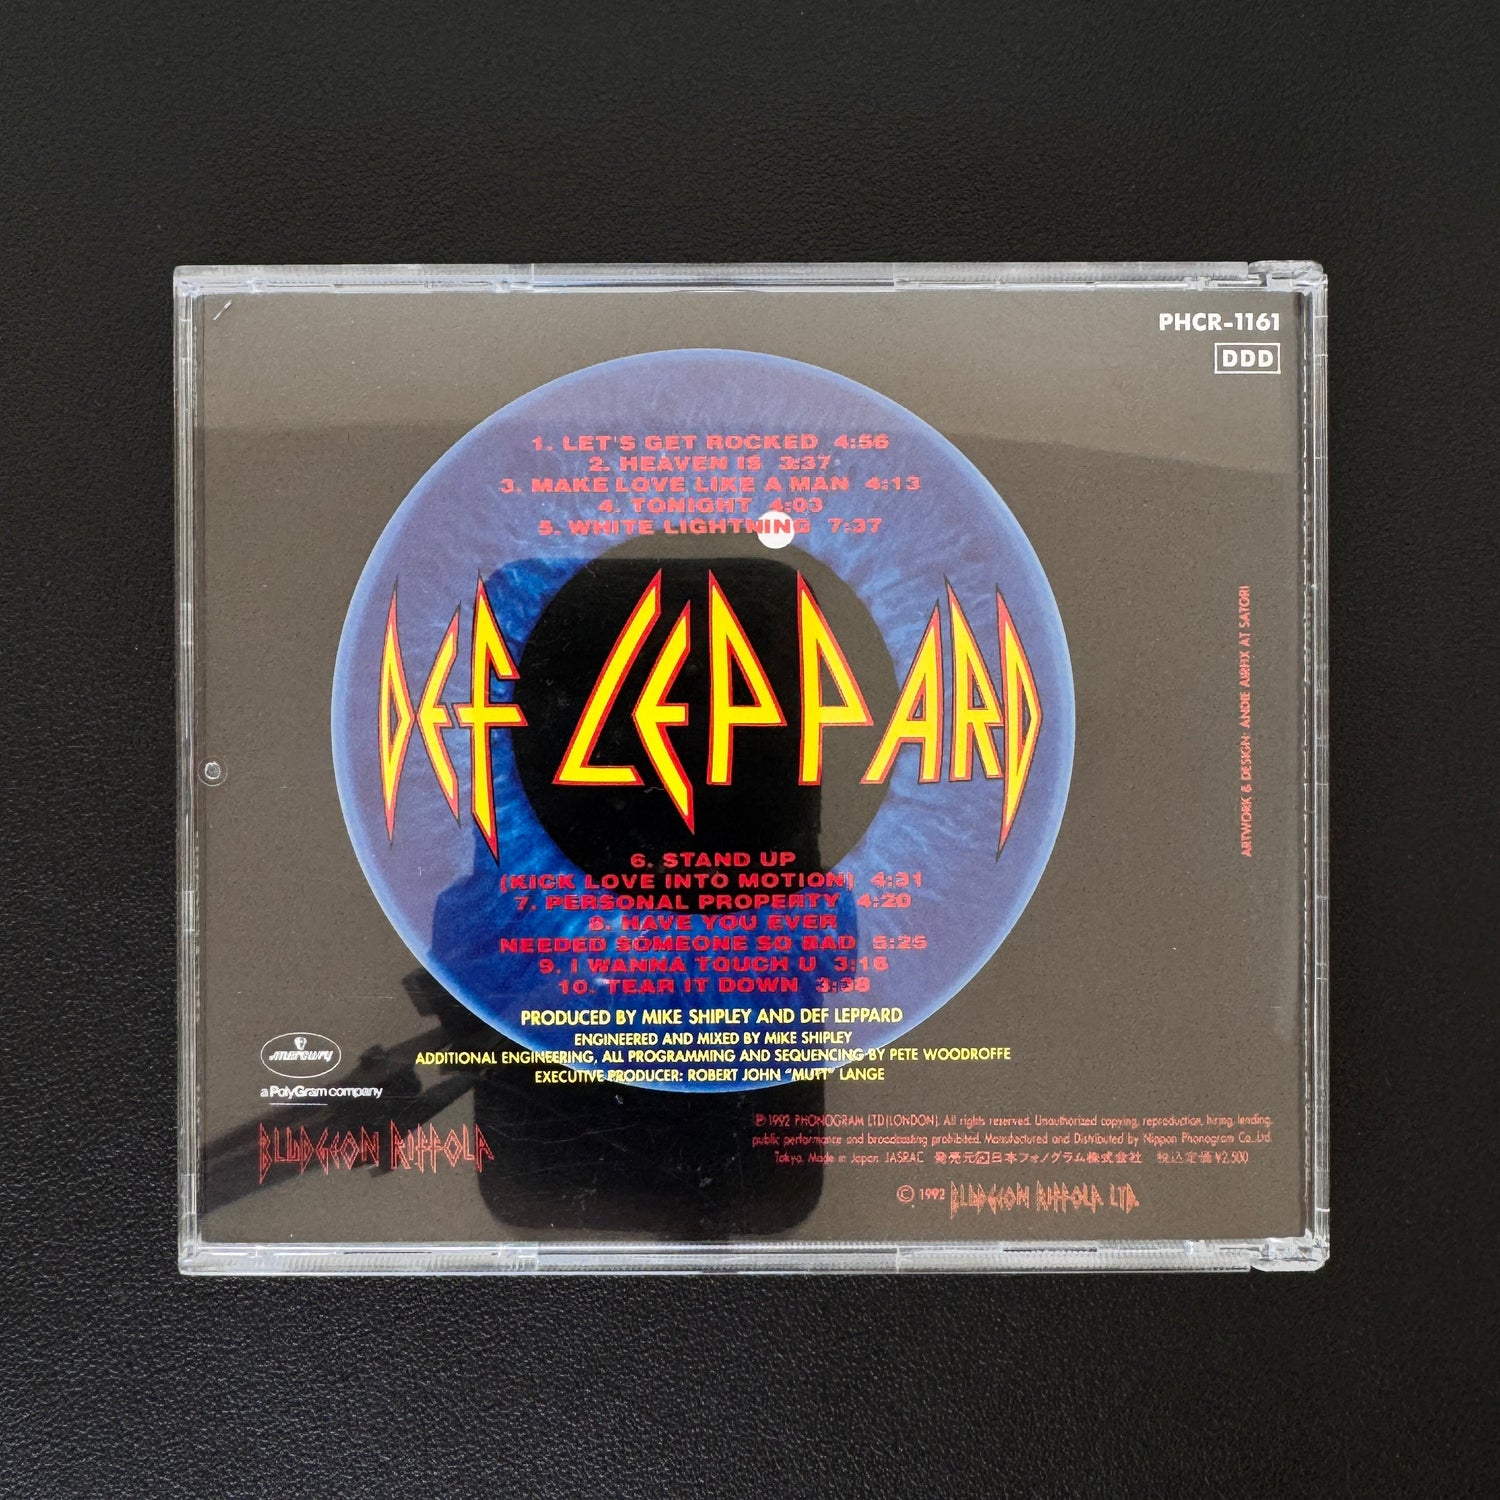 PHCR-1161
DDD
1. LET'S GET ROCKED 4:56
2. HEAVEN IS 3:37
3. MAKE LOVE LIKE A MAN 4:13
4. TONIGHT 4:03
5. WHITE LIGHTNING 7:37
DEF LEPPARD
6. STAND UP
(KICK LOVE INTO MOTION) 4:31
7. PERSONAL PROPERTY 4:20
8. HAVE YOU EVER
NEEDED SOMEONE SO BAD 5:25
9. I WANNA TOUCH U 3:16
10. TEAR IT DOWN 3:38
PRODUCED BY MIKE SHIPLEY AND DEF LEPPARD
ENGINEERED AND MIXED BY MIKE SHIPLEY
ADDITIONAL ENGINEERING, ALL PROGRAMMING AND SEQUENCING BY PETE WOODROFFE
EXECUTIVE PRODUCER: ROBERT JOHN "MUTT" LANGE
mercury
a PolyGram company
BLUDGEON RIFFOLA
℗ 1992 PHONOGRAM LTD(LONDON). All rights reserved. Unauthorized copying, reproduction, hiring, lending,
public performance and broadcasting prohibited. Manufactured and Distributed by Nippon Phonogram Co.,Ltd
Tokyo. Made in Japan. JASRAC 発売元日本フォノグラム株式会社 税込定価¥2,500
© 1992 BLUDGEON RIFFOLA LTD.
ARTWORK & DESIGN: ANDIE AIRFIX AT SATORI